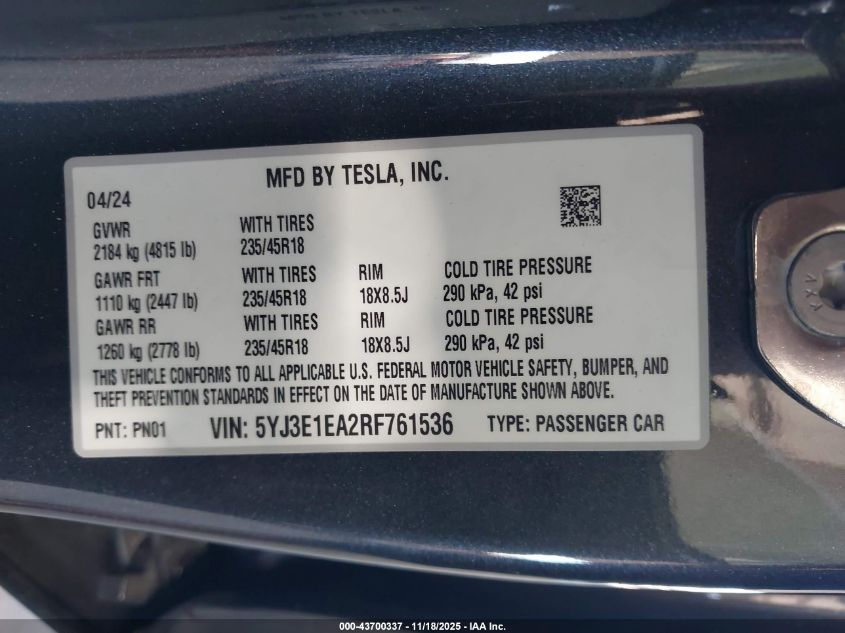 MFD BY TESLA, INC.
04/24
GVWR WITH TIRES
2184 kg (4815 lb) 235/45R18
GAWR FRT WITH TIRES RIM COLD TIRE PRESSURE
1110 kg (2447 lb) 235/45R18 18X8.5J 290 kPa, 42 psi
GAWR RR WITH TIRES RIM COLD TIRE PRESSURE
1260 kg (2778 lb) 235/45R18 18X8.5J 290 kPa, 42 psi
THIS VEHICLE CONFORMS TO ALL APPLICABLE U.S. FEDERAL MOTOR VEHICLE SAFETY, BUMPER, AND
THEFT PREVENTION STANDARDS IN EFFECT ON THE DATE OF MANUFACTURE SHOWN ABOVE.
PNT: PN01 VIN: 5YJ3E1EA2RF761536 TYPE: PASSENGER CAR
000-43700337 - 11/18/2025 - IAA Inc.